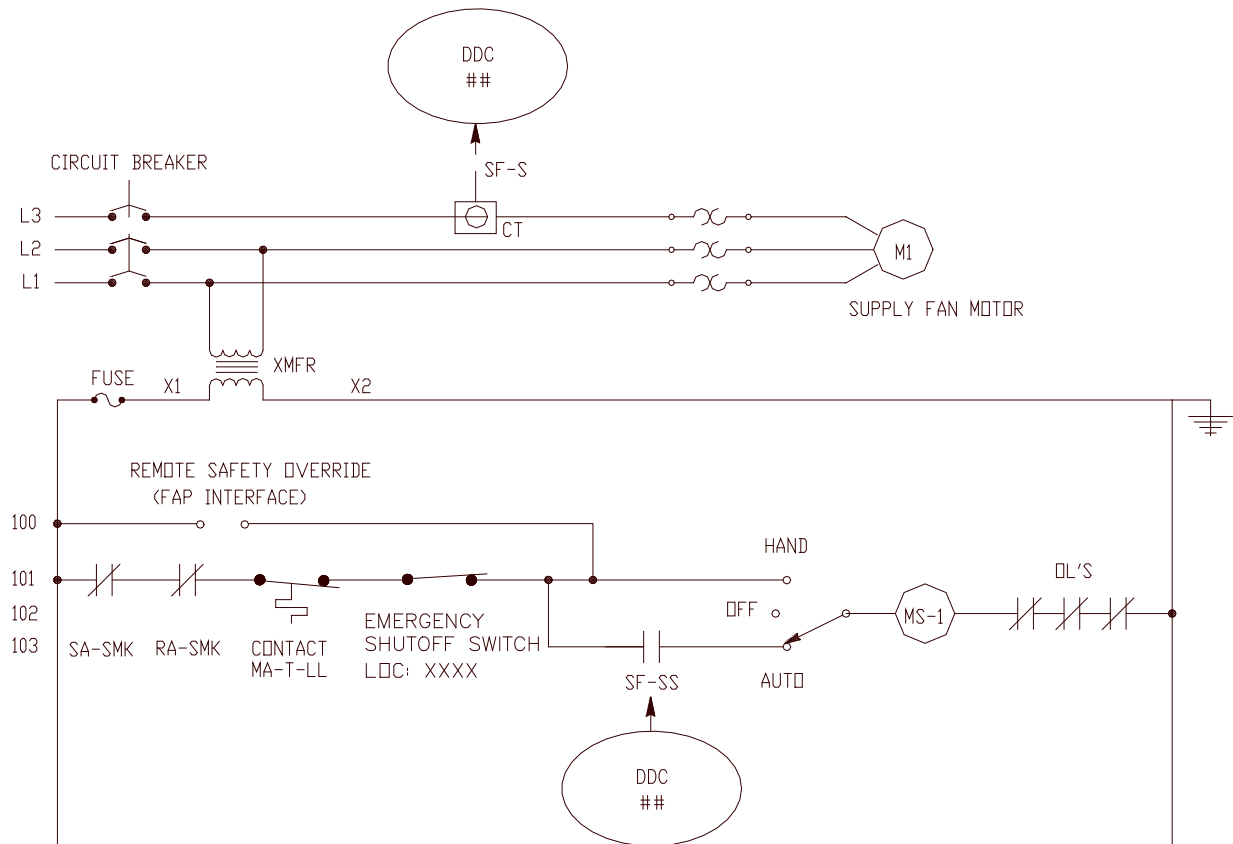 DDC
##
SF-S
CIRCUIT BREAKER
L3
CT
L2
M1
L1
SUPPLY FAN MOTOR
XMFR
FUSE
X1
X2
REMOTE SAFETY OVERRIDE
(FAP INTERFACE)
100
HAND
101
OL'S
OFF
102
MS-1
103
SA-SMK
RA-SMK
CONTACT
MA-T-LL
EMERGENCY
SHUTOFF SWITCH
LOC: XXXX
SF-SS
AUTO
DDC
##